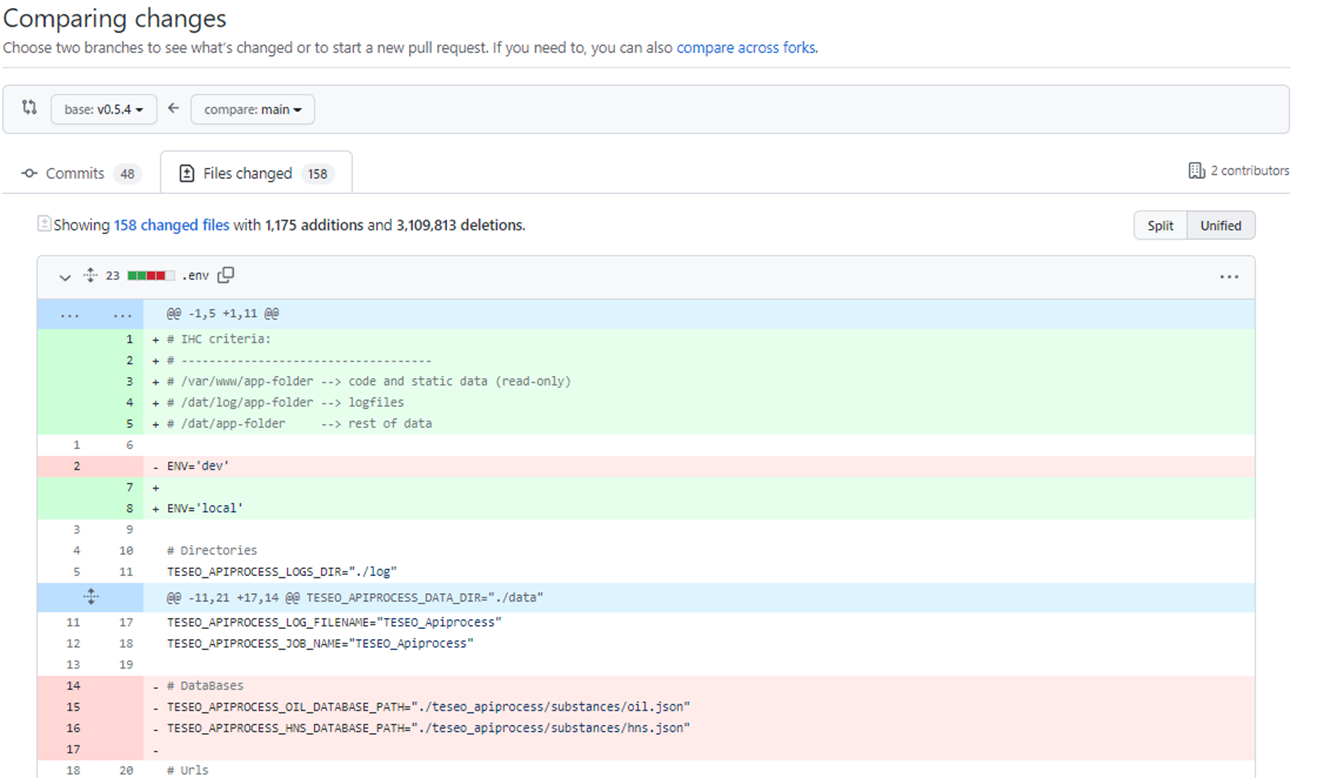 Comparing changes
Choose two branches to see what's changed or to start a new pull request. If you need to, you can also compare across forks.
base: v0.5.4 compare: main
Commits 48 Files changed 158 2 contributors
Showing 158 changed files with 1,175 additions and 3,109,813 deletions. Split Unified
23 .env
... ... @@ -1,5 +1,11 @@
1 + # IHC criteria:
2 + # ----------------------------------
3 + # /var/www/app-folder --> code and static data (read-only)
4 + # /dat/log/app-folder --> logfiles
5 + # /dat/app-folder     --> rest of data
1 6
2 - ENV='dev'
7 +
8 + ENV='local'
3 9
4 10 # Directories
5 11 TESEO_APIPROCESS_LOGS_DIR="./log"
@@ -11,21 +17,14 @@ TESEO_APIPROCESS_DATA_DIR="./data"
11 17 TESEO_APIPROCESS_LOG_FILENAME="TESEO_Apiprocess"
12 18 TESEO_APIPROCESS_JOB_NAME="TESEO_Apiprocess"
13 19
14 - # DataBases
15 - TESEO_APIPROCESS_OIL_DATABASE_PATH="./teseo_apiprocess/substances/oil.json"
16 - TESEO_APIPROCESS_HNS_DATABASE_PATH="./teseo_apiprocess/substances/hns.json"
17 -
18 20 # Urls